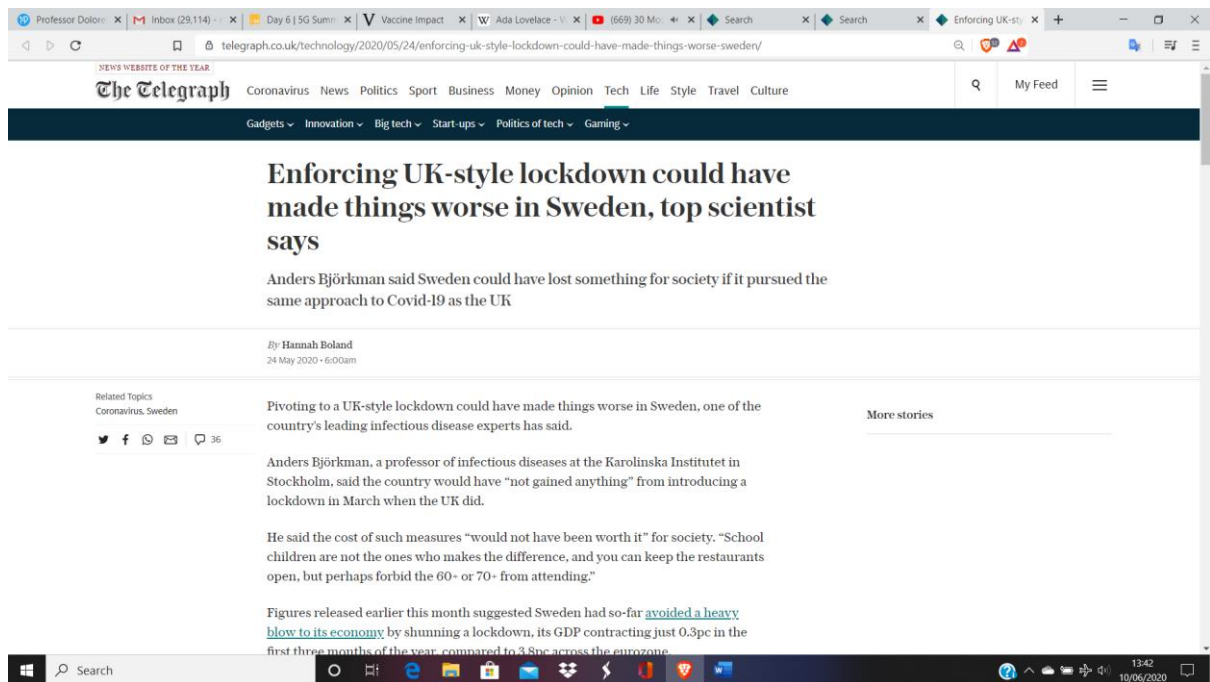 Professor Dolore
M Inbox (29,114) -
Day 6 | 5G Summ
V Vaccine Impact
W Ada Lovelace - W
(669) 30 Mo
Search
Search
Enforcing UK-sty
telegraph.co.uk/technology/2020/05/24/enforcing-uk-style-lockdown-could-have-made-things-worse-sweden/
NEWS WEBSITE OF THE YEAR
The Telegraph
Coronavirus News Politics Sport Business Money Opinion Tech Life Style Travel Culture
My Feed
Gadgets Innovation Big tech Start-ups Politics of tech Gaming
Enforcing UK-style lockdown could have
made things worse in Sweden, top scientist
says
Anders Björkman said Sweden could have lost something for society if it pursued the
same approach to Covid-19 as the UK
By Hannah Boland
24 May 2020 • 6:00am
Related Topics
Coronavirus, Sweden
36
Pivoting to a UK-style lockdown could have made things worse in Sweden, one of the
country's leading infectious disease experts has said.
More stories
Anders Björkman, a professor of infectious diseases at the Karolinska Institutet in
Stockholm, said the country would have “not gained anything” from introducing a
lockdown in March when the UK did.
He said the cost of such measures “would not have been worth it” for society. “School
children are not the ones who makes the difference, and you can keep the restaurants
open, but perhaps forbid the 60+ or 70+ from attending.”
Figures released earlier this month suggested Sweden had so-far avoided a heavy
blow to its economy by shunning a lockdown, its GDP contracting just 0.3pc in the
first three months of the year, compared to 3.8pc across the eurozone.
Search
13:42
10/06/2020